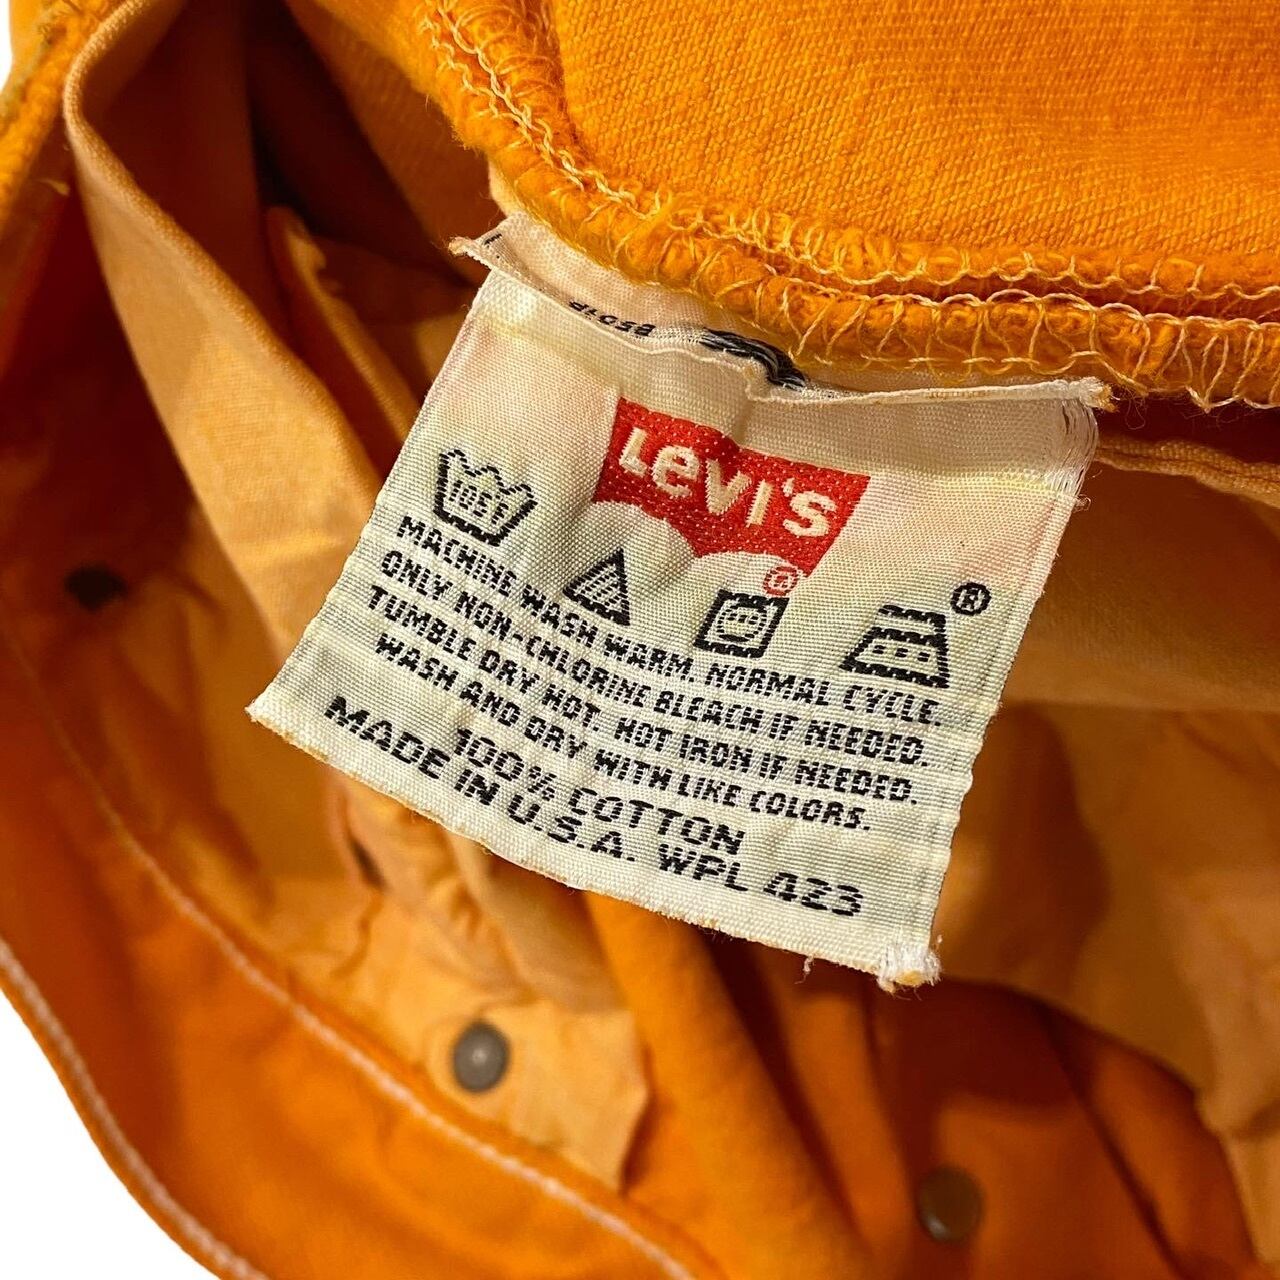 Levi's
®
105F
®
MACHINE WASH WARM. NORMAL CYCLE.
ONLY NON-CHLORINE BLEACH IF NEEDED.
TUMBLE DRY HOT. HOT IRON IF NEEDED.
WASH AND DRY WITH LIKE COLORS.
100% COTTON
MADE IN U.S.A. WPL 423